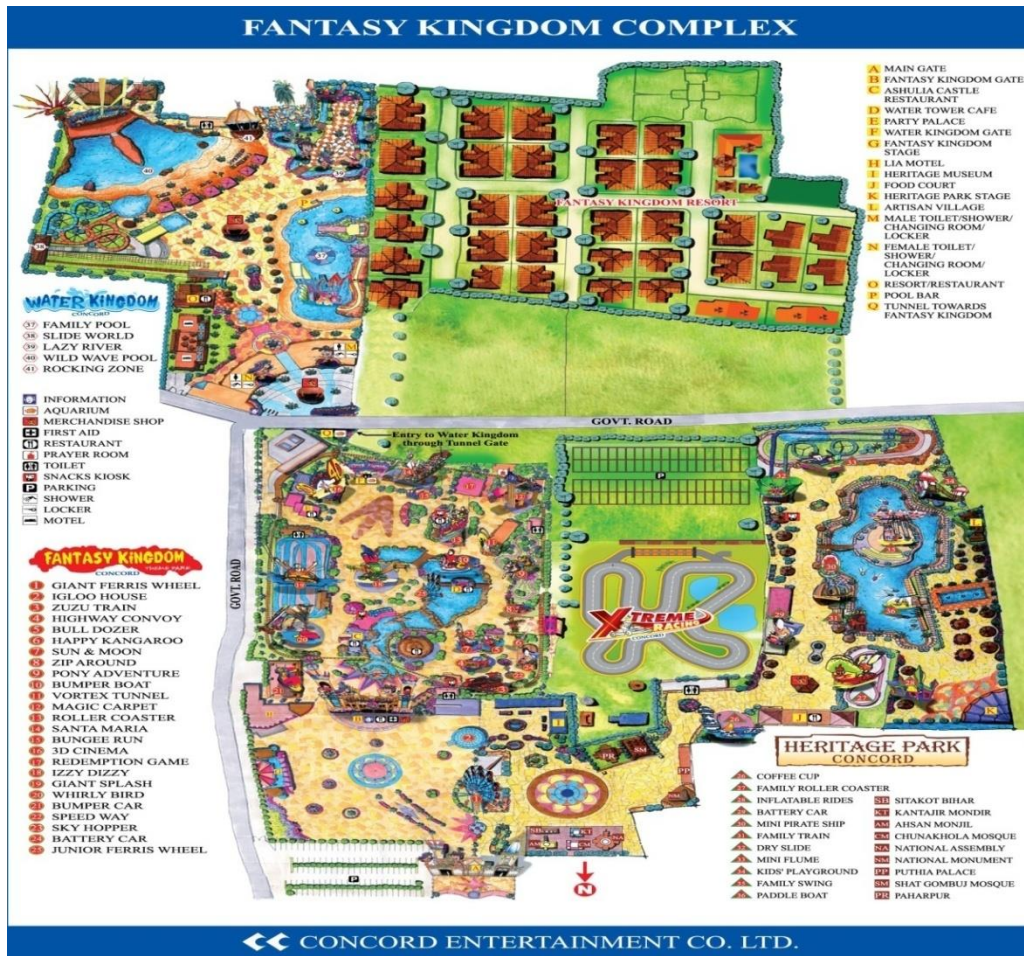 FANTASY KINGDOM COMPLEX
A MAIN GATE
B FANTASY KINGDOM GATE
C ASHULIA CASTLE
RESTAURANT
D WATER TOWER CAFE
E PARTY PALACE
F WATER KINGDOM GATE
G FANTASY KINGDOM
STAGE
H LIA MOTEL
I HERITAGE MUSEUM
J FOOD COURT
K HERITAGE PARK STAGE
L ARTISAN VILLAGE
M MALE TOILET/SHOWER/
CHANGING ROOM/
LOCKER
N FEMALE TOILET/
SHOWER/
CHANGING ROOM/
LOCKER
O RESORT/RESTAURANT
P POOL BAR
Q TUNNEL TOWARDS
FANTASY KINGDOM
FANTASY KINGDOM RESORT
WATER KINGDOM
CONCORD
37 FAMILY POOL
38 SLIDE WORLD
39 LAZY RIVER
40 WILD WAVE POOL
41 ROCKING ZONE
INFORMATION
AQUARIUM
MERCHANDISE SHOP
FIRST AID
RESTAURANT
PRAYER ROOM
TOILET
SNACKS KIOSK
P PARKING
SHOWER
LOCKER
MOTEL
GOVT. ROAD
Entry to Water Kingdom
through Tunnel Gate
GOVT. ROAD
P
XTREME
RACING
CONCORD
FANTASY KINGDOM
THEME PARK
CONCORD
1 GIANT FERRIS WHEEL
2 IGLOO HOUSE
3 ZUZU TRAIN
4 HIGHWAY CONVOY
5 BULL DOZER
6 HAPPY KANGAROO
7 SUN & MOON
8 ZIP AROUND
9 PONY ADVENTURE
10 BUMPER BOAT
11 VORTEX TUNNEL
12 MAGIC CARPET
13 ROLLER COASTER
14 SANTA MARIA
15 BUNGEE RUN
16 3D CINEMA
17 REDEMPTION GAME
18 IZZY DIZZY
19 GIANT SPLASH
20 WHIRLY BIRD
21 BUMPER CAR
22 SPEED WAY
23 SKY HOPPER
24 BATTERY CAR
25 JUNIOR FERRIS WHEEL
HERITAGE PARK
CONCORD
COFFEE CUP
FAMILY ROLLER COASTER
INFLATABLE RIDES
BATTERY CAR
MINI PIRATE SHIP
FAMILY TRAIN
DRY SLIDE
MINI FLUME
KIDS' PLAYGROUND
FAMILY SWING
PADDLE BOAT
SB SITAKOT BIHAR
KT KANTAJIR MONDIR
AM AHSAN MONJIL
CM CHUNAKHOLA MOSQUE
NA NATIONAL ASSEMBLY
NM NATIONAL MONUMENT
PP PUTHIA PALACE
SM SHAT GOMBUJ MOSQUE
PR PAHARPUR
P
N
CONCORD ENTERTAINMENT CO. LTD.